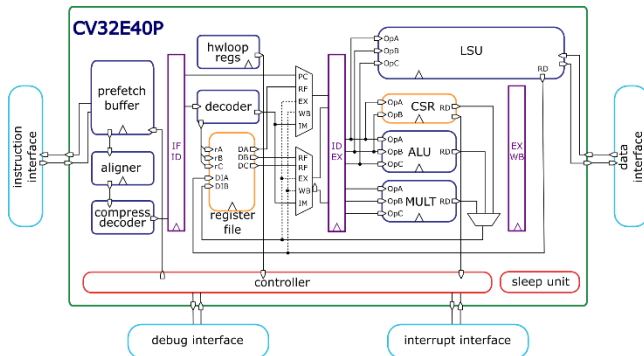 CV32E40P
hwloop
regs
LSU
OpA
OpB
OpC
RD
prefetch
buffer
PC
RF
EX
WB
IM
decoder
OpA
OpB
CSR
RD
IF
ID
ID
EX
EX
WB
instruction
interface
data
interface
aligner
rA
rB
rC
DIA
DIB
DA
DB
DC
register
file
RF
RF
EX
WB
IM
OpA
OpB
OpC
ALU
RD
compress
decoder
OpA
OpB
OpC
MULT
RD
controller
sleep unit
debug interface
interrupt interface